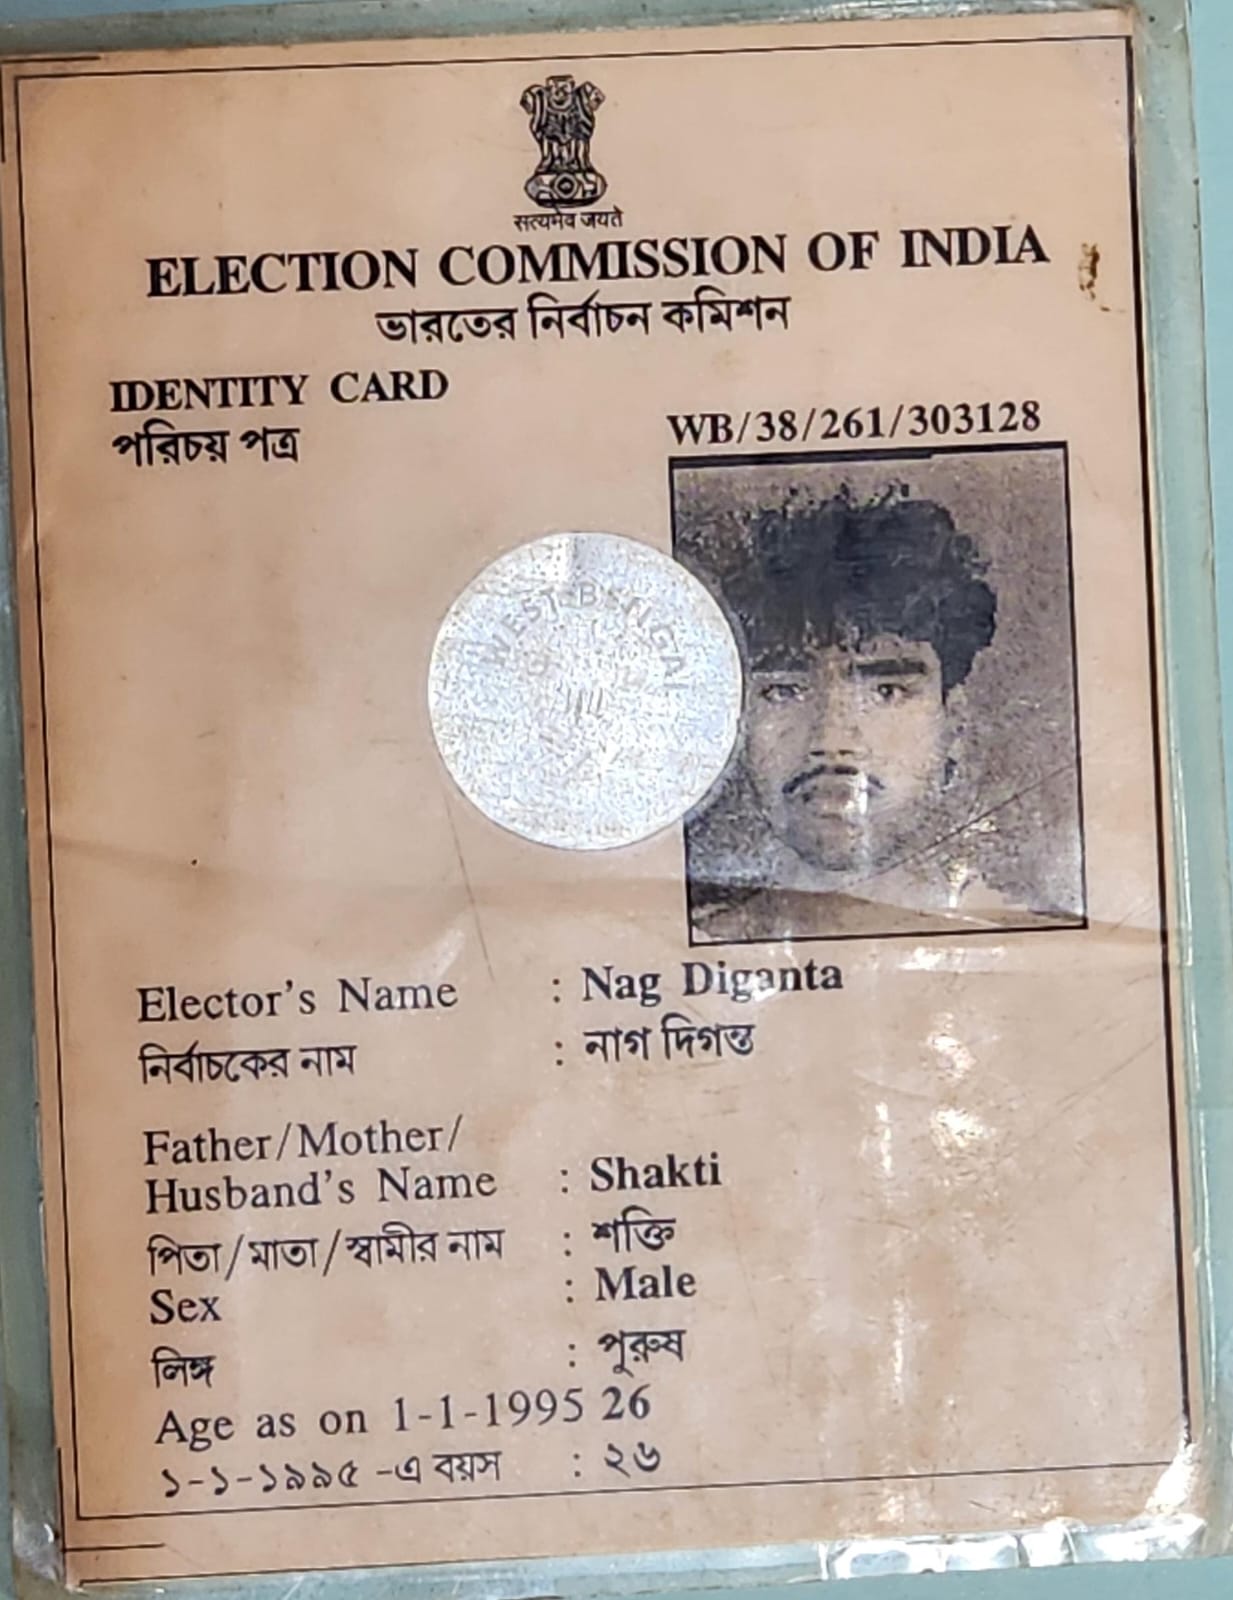 सत्यमेव जयते
ELECTION COMMISSION OF INDIA
ভারতের নির্বাচন কমিশন
IDENTITY CARD
পরিচয় পত্র
WB/38/261/303128
WEST BENGAL
Elector's Name : Nag Diganta
নির্বাচকের নাম : নাগ দিগন্ত
Father/Mother/
Husband's Name : Shakti
পিতা/মাতা/স্বামীর নাম : শক্তি
Sex : Male
লিঙ্গ : পুরুষ
Age as on 1-1-1995 26
১-১-১৯৯৫ -এ বয়স : ২৬